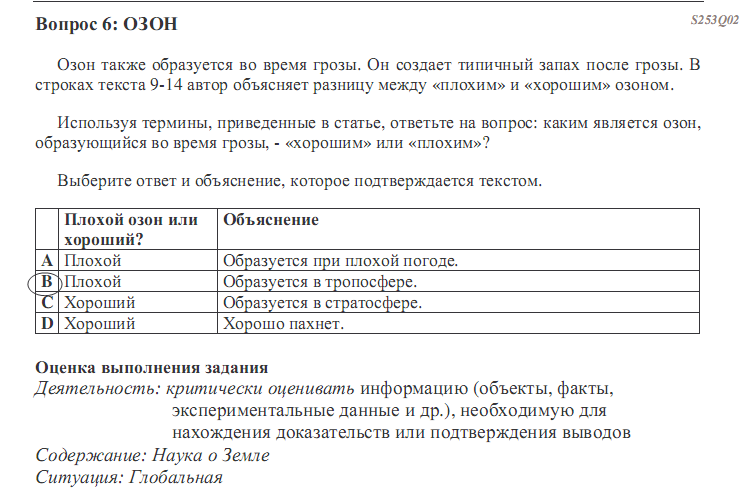 S253Q02
Вопрос 6: ОЗОН
Озон также образуется во время грозы. Он создает типичный запах после грозы. В
строках текста 9-14 автор объясняет разницу между «плохим» и «хорошим» озоном.
Используя термины, приведенные в статье, ответьте на вопрос: каким является озон,
образующийся во время грозы, - «хорошим» или «плохим»?
Выберите ответ и объяснение, которое подтверждается текстом.
Плохой озон или Объяснение
хороший?
A Плохой Образуется при плохой погоде.
B Плохой Образуется в тропосфере.
C Хороший Образуется в стратосфере.
D Хороший Хорошо пахнет.
Оценка выполнения задания
Деятельность: критически оценивать информацию (объекты, факты,
экспериментальные данные и др.), необходимую для
нахождения доказательств или подтверждения выводов
Содержание: Наука о Земле
Ситуация: Глобальная